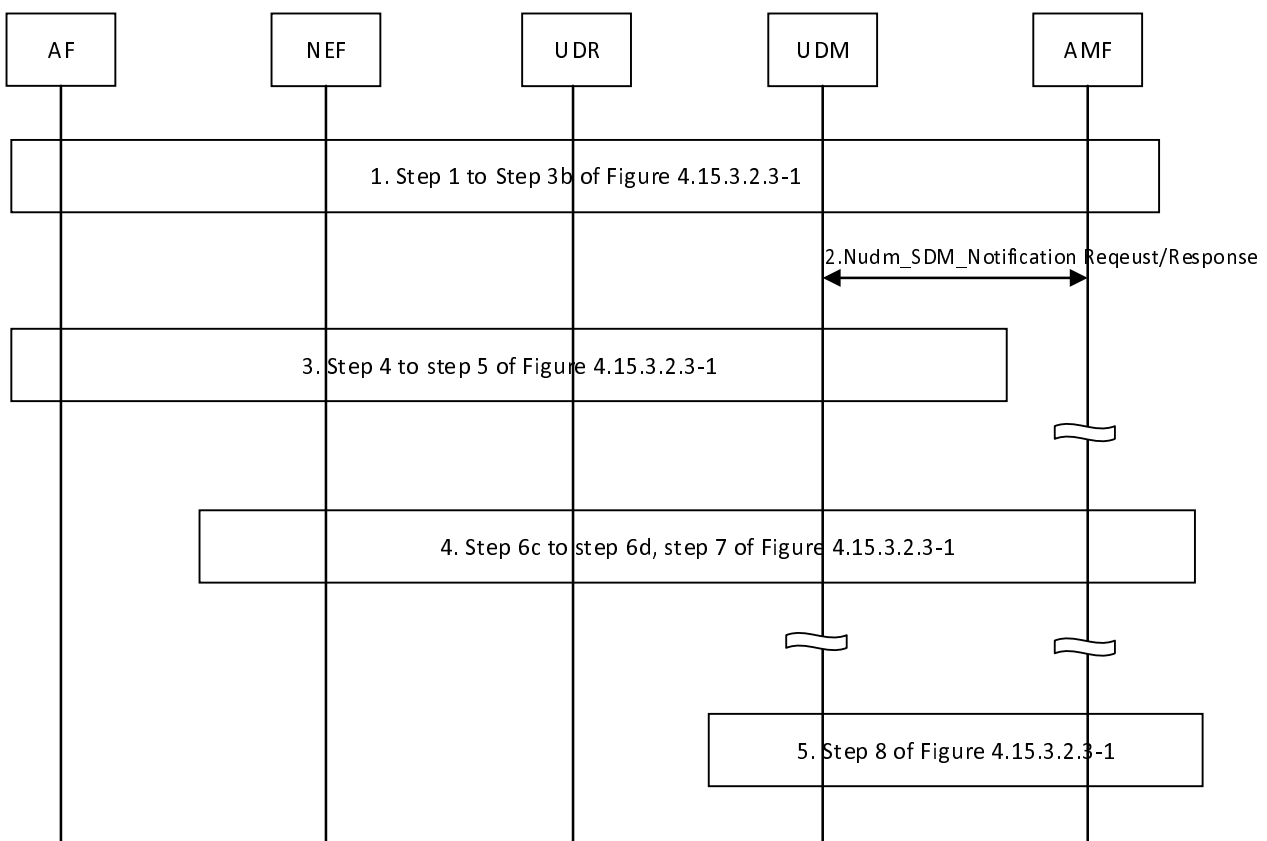 AF
NEF
UDR
UDM
AMF
1. Step 1 to Step 3b of Figure 4.15.3.2.3-1
2.Nudm_SDM_Notification Reqeust/Response
3. Step 4 to step 5 of Figure 4.15.3.2.3-1
4. Step 6c to step 6d, step 7 of Figure 4.15.3.2.3-1
5. Step 8 of Figure 4.15.3.2.3-1